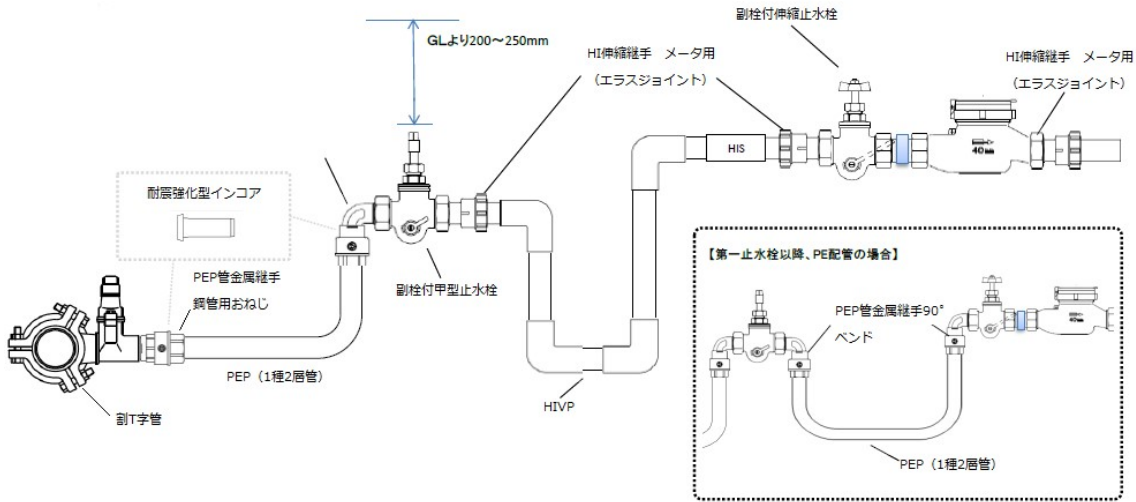 GLより200～250mm
副栓付伸縮止水栓
HI伸縮継手　メータ用
（エラスジョイント）
HI伸縮継手　メータ用
（エラスジョイント）
HIS
40mm
耐震強化型インコア
PEP管金属継手
鋼管用おねじ
副栓付甲型止水栓
PEP（1種2層管）
割T字管
HIVP
【第一止水栓以降、PE配管の場合】
PEP管金属継手90°
ベンド
40mm
PEP（1種2層管）